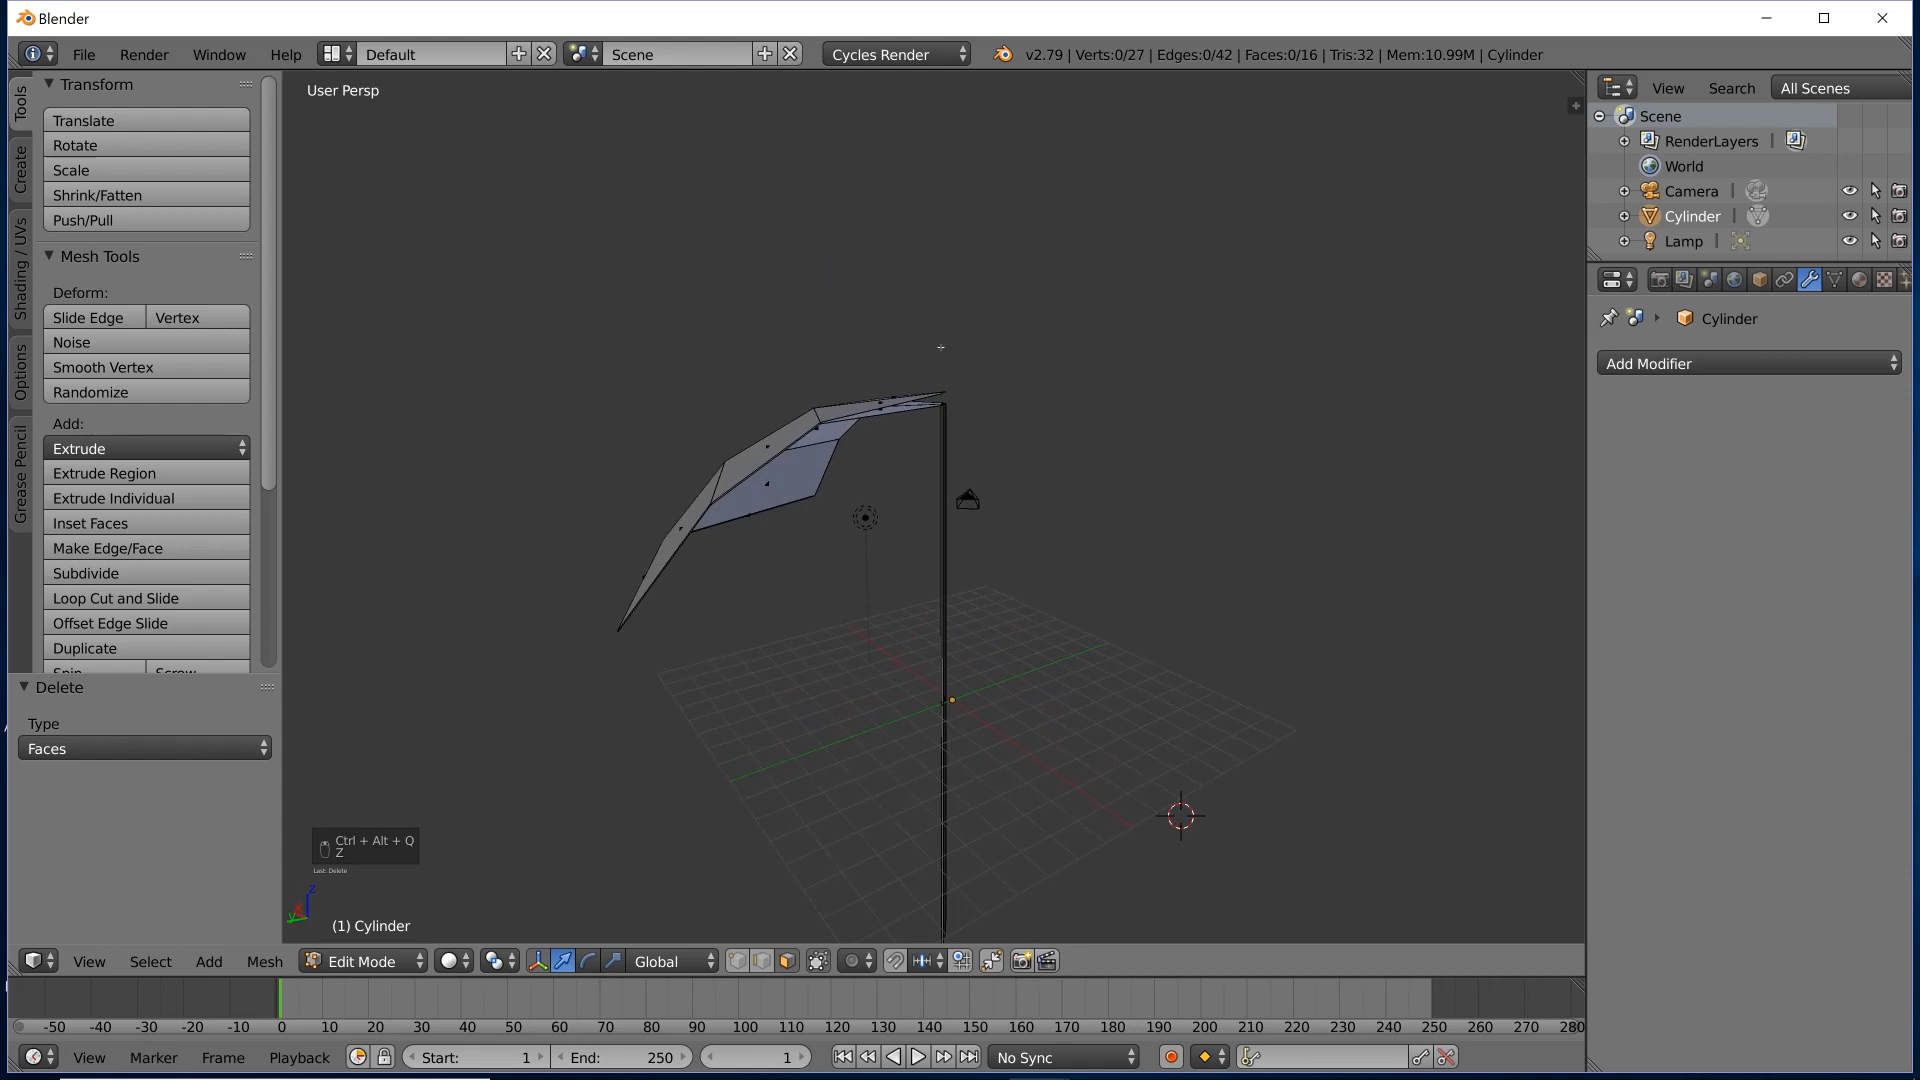 Blender
File Render Window Help Default Scene Cycles Render v2.79 | Verts:0/27 | Edges:0/42 | Faces:0/16 | Tris:32 | Mem:10.99M | Cylinder
Tools
Create
Shading / UVs
Options
Grease Pencil
Transform
Translate
Rotate
Scale
Shrink/Fatten
Push/Pull
Mesh Tools
Deform:
Slide Edge Vertex
Noise
Smooth Vertex
Randomize
Add:
Extrude
Extrude Region
Extrude Individual
Inset Faces
Make Edge/Face
Subdivide
Loop Cut and Slide
Offset Edge Slide
Duplicate
Spin Screw
Delete
Type
Faces
User Persp
Ctrl + Alt + Q
Z
Last: Delete
Z
Y
(1) Cylinder
View Search All Scenes
Scene
RenderLayers
World
Camera
Cylinder
Lamp
Cylinder
Add Modifier
View Select Add Mesh Edit Mode Global
-50 -40 -30 -20 -10 0 10 20 30 40 50 60 70 80 90 100 110 120 130 140 150 160 170 180 190 200 210 220 230 240 250 260 270 280
View Marker Frame Playback Start: 1 End: 250 1 No Sync